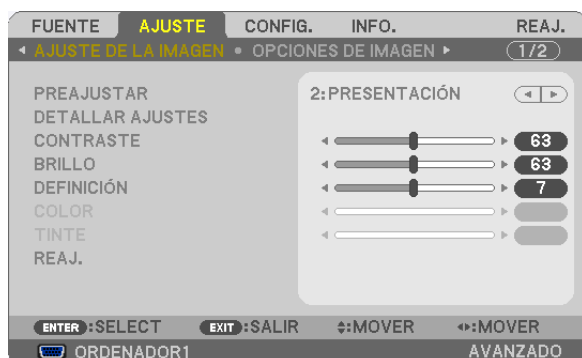 FUENTE AJUSTE CONFIG. INFO. REAJ.
AJUSTE DE LA IMAGEN • OPCIONES DE IMAGEN 1/2
PREAJUSTAR 2:PRESENTACIÓN
DETALLAR AJUSTES
CONTRASTE 63
BRILLO 63
DEFINICIÓN 7
COLOR
TINTE
REAJ.
ENTER:SELECT EXIT:SALIR :MOVER :MOVER
ORDENADOR1 AVANZADO